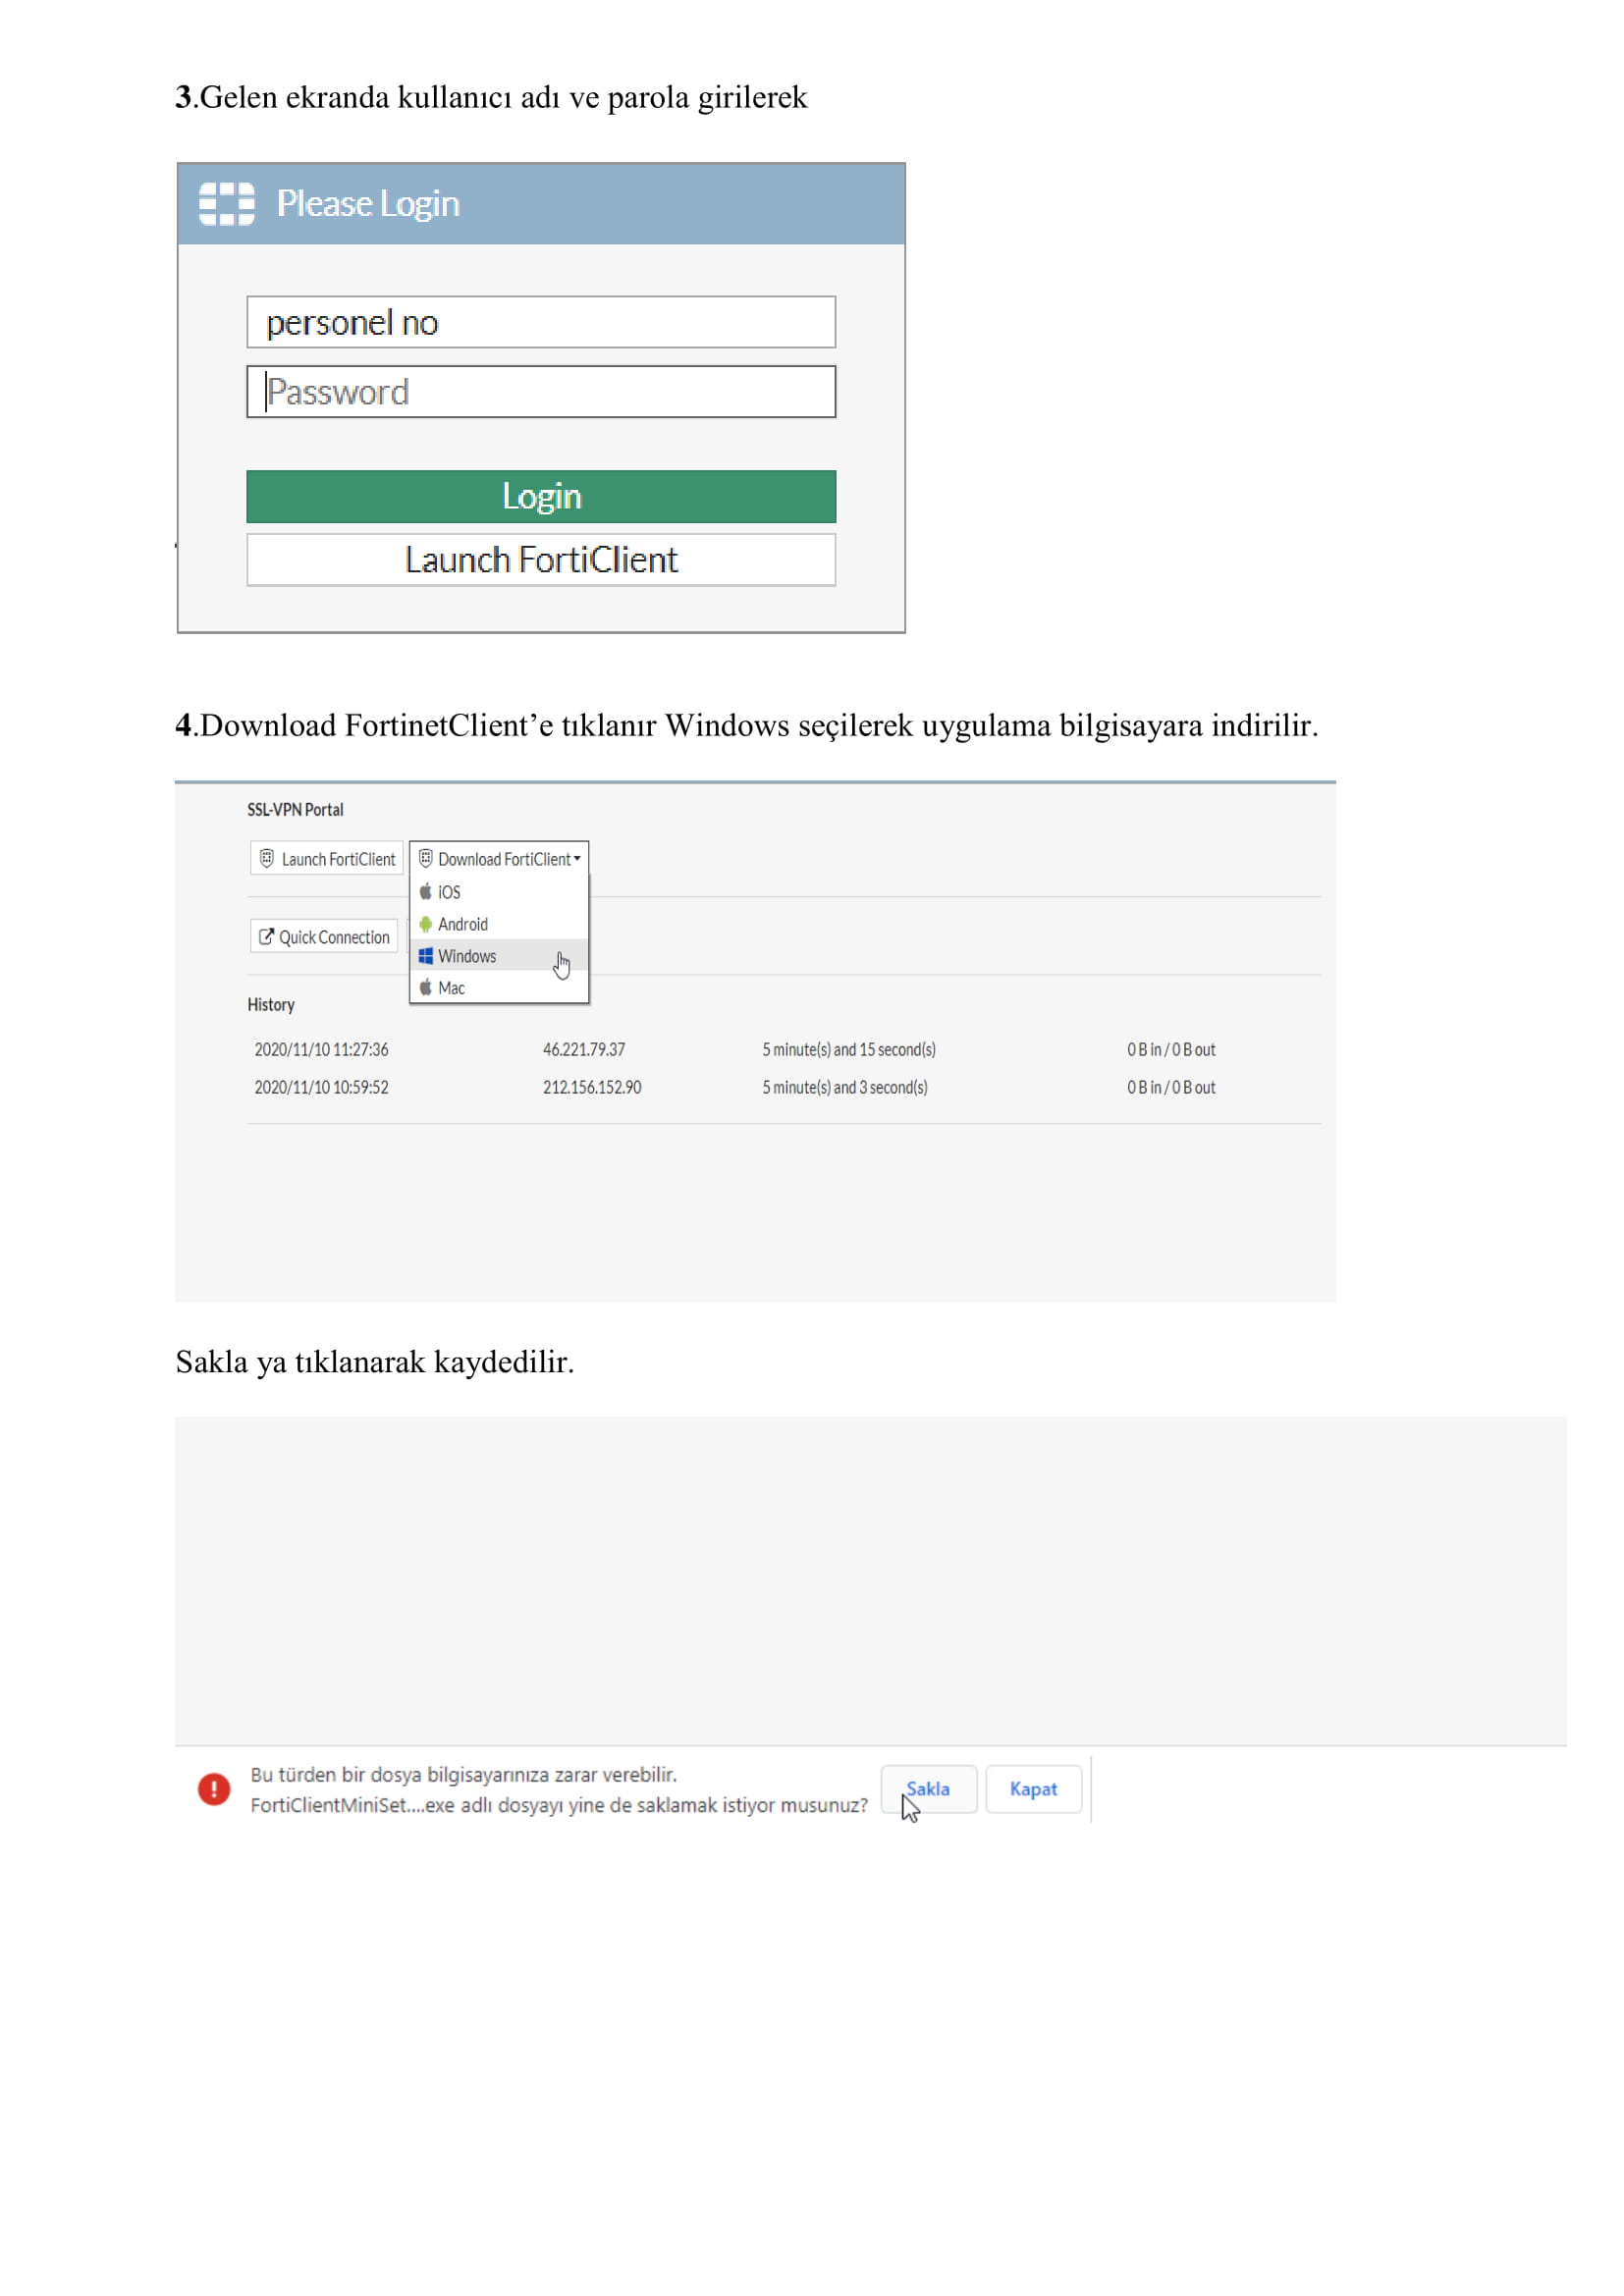 3.Gelen ekranda kullanıcı adı ve parola girilerek
Please Login
personel no
Password
Login
Launch FortiClient
4.Download FortinetClient’e tıklanır Windows seçilerek uygulama bilgisayara indirilir.
SSL-VPN Portal
Launch FortiClient
Download FortiClient
iOS
Android
Quick Connection
Windows
Mac
History
2020/11/10 11:27:36 46.221.79.37 5 minute(s) and 15 second(s) 0 B in / 0 B out
2020/11/10 10:59:52 212.156.152.90 5 minute(s) and 3 second(s) 0 B in / 0 B out
Sakla ya tıklanarak kaydedilir.
Bu türden bir dosya bilgisayarınıza zarar verebilir.
FortiClientMiniSet....exe adlı dosyayı yine de saklamak istiyor musunuz?
Sakla
Kapat